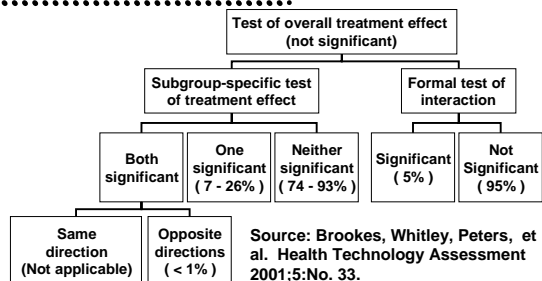 Test of overall treatment effect
(not significant)
Subgroup-specific test
of treatment effect
Formal test of
interaction
Both
significant
One
significant
( 7 - 26% )
Neither
significant
( 74 - 93% )
Significant
( 5% )
Not
Significant
( 95% )
Same
direction
(Not applicable)
Opposite
directions
( < 1% )
Source: Brookes, Whitley, Peters, et
al. Health Technology Assessment
2001;5:No. 33.